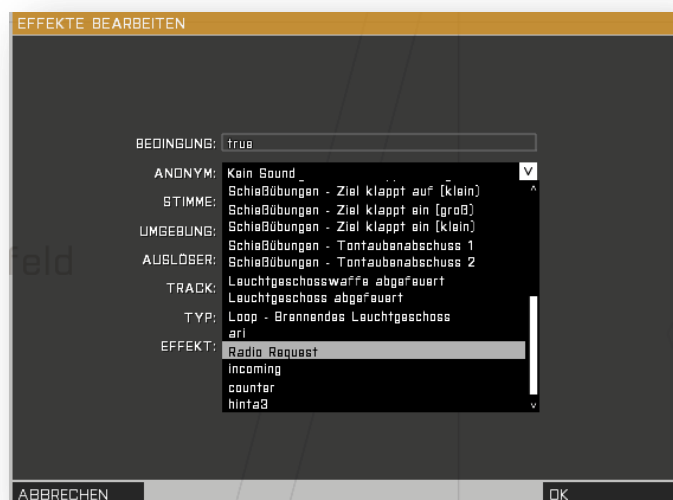 EFFEKTE BEARBEITEN
BEDINGUNG: true
ANONYM: Kein Sound
Schießübungen - Ziel klappt auf (klein)
STIMME:
Schießübungen - Ziel klappt ein (groß)
Schießübungen - Ziel klappt ein (klein)
UMGEBUNG:
Schießübungen - Tontaubenabschuss 1
feld
AUSLÖSER:
Schießübungen - Tontaubenabschuss 2
Leuchtgeschosswaffe abgefeuert
TRACK:
Leuchtgeschoss abgefeuert
TYP:
Loop - Brennendes Leuchtgeschoss
ari
EFFEKT:
Radio Request
incoming
counter
hinta3
ABBRECHEN
OK